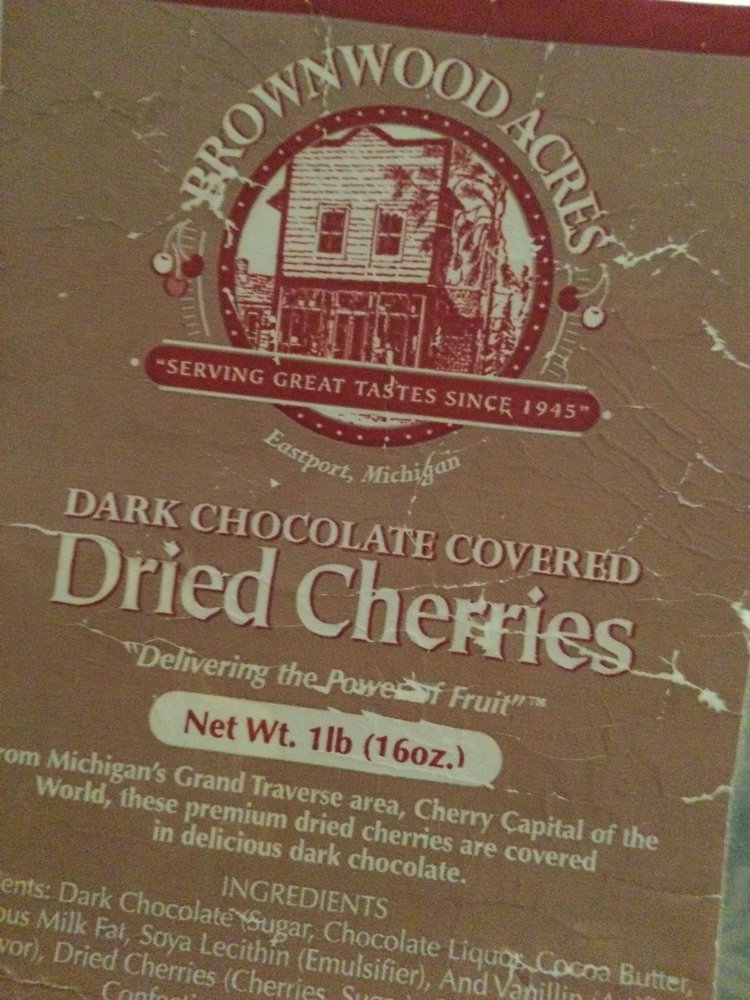 BROWNWOOD ACRES
"SERVING GREAT TASTES SINCE 1945"
Eastport, Michigan
DARK CHOCOLATE COVERED
Dried Cherries
"Delivering the Power of Fruit"™
Net Wt. 1lb (16oz.)
rom Michigan's Grand Traverse area, Cherry Capital of the
World, these premium dried cherries are covered
in delicious dark chocolate.
INGREDIENTS
ents: Dark Chocolate (Sugar, Chocolate Liquor, Cocoa Butter,
ous Milk Fat, Soya Lecithin (Emulsifier), And Vanillin
vor), Dried Cherries (Cherries,